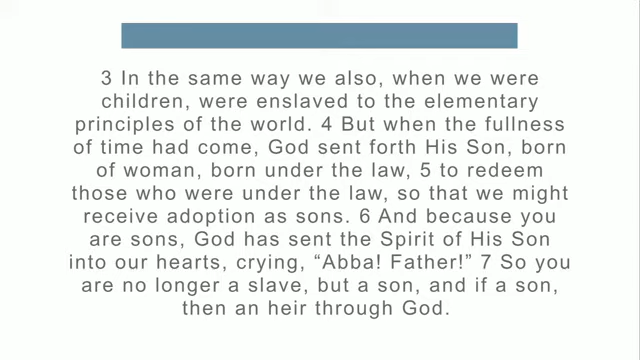 3 In the same way we also, when we were
children, were enslaved to the elementary
principles of the world. 4 But when the fullness
of time had come, God sent forth His Son, born
of woman, born under the law, 5 to redeem
those who were under the law, so that we might
receive adoption as sons. 6 And because you
are sons, God has sent the Spirit of His Son
into our hearts, crying, “Abba! Father!” 7 So you
are no longer a slave, but a son, and if a son,
then an heir through God.